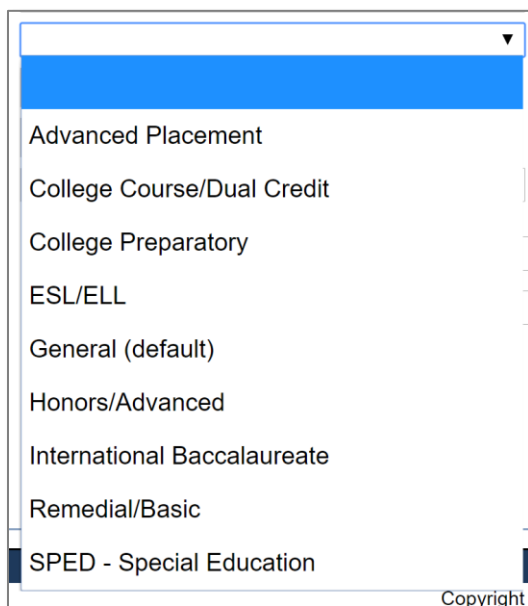 Advanced Placement
College Course/Dual Credit
College Preparatory
ESL/ELL
General (default)
Honors/Advanced
International Baccalaureate
Remedial/Basic
SPED - Special Education
Copyright